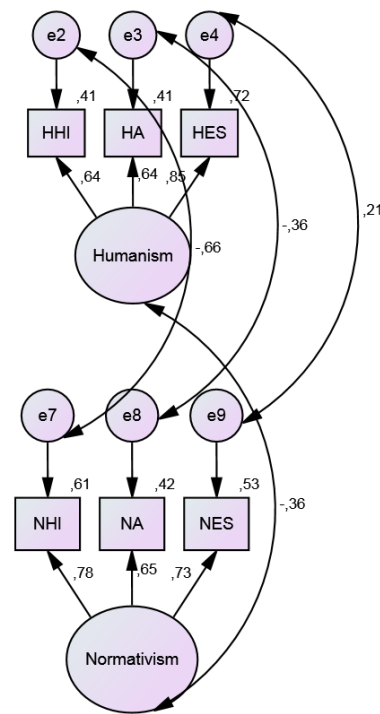 e2 e3 e4
,41 ,41 ,72
HHI HA HES
,64 ,64 ,85
,21
-,36
-,66
Humanism
e7 e8 e9
,61 ,42 ,53
-,36
NHI NA NES
,78 ,65 ,73
Normativism